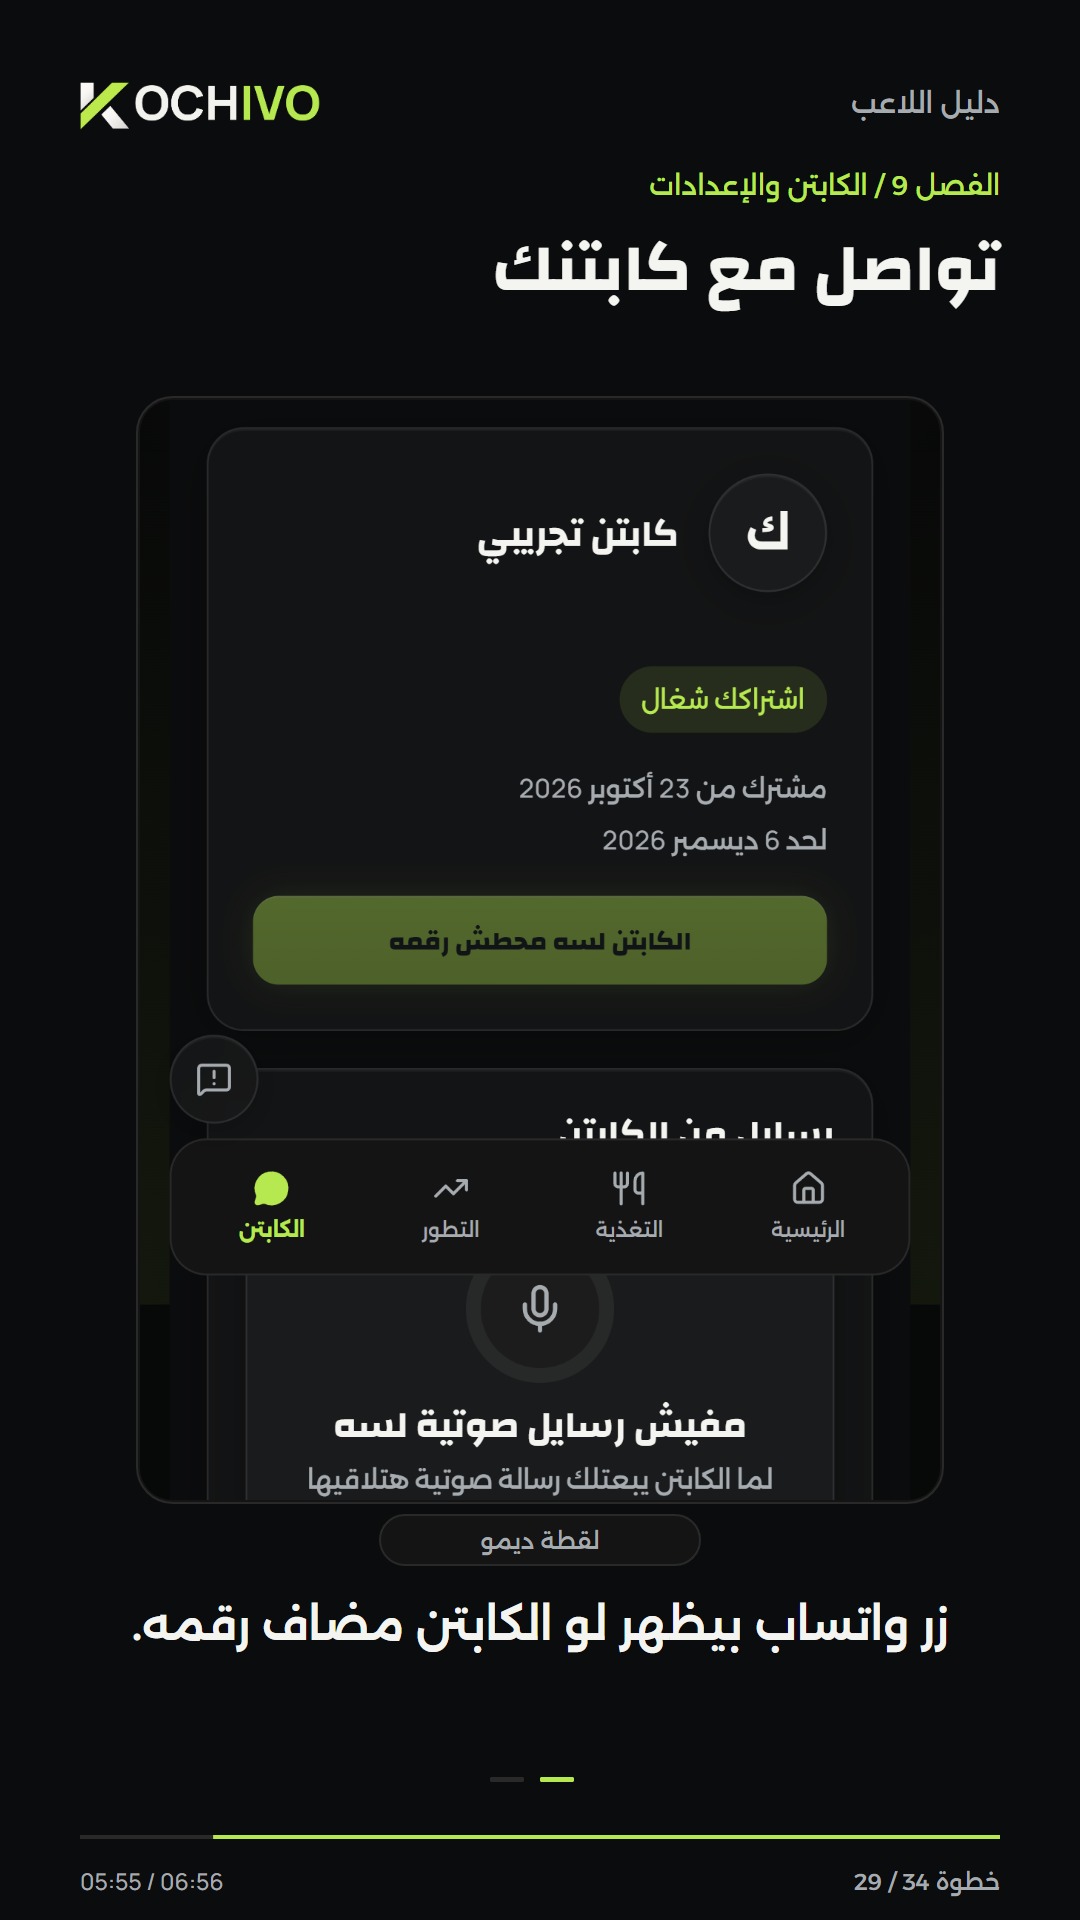 KOCHIVO
دليل اللاعب
الفصل 9 / الكابتن والإعدادات
تواصل مع كابتنك
ك
كابتن تجريبي
اشتراكك شغال
مشترك من 23 أكتوبر 2026
لحد 6 ديسمبر 2026
الكابتن لسه محطش رقمه
رسايل من الكابتن
الرئيسية
التغذية
التطور
الكابتن
مفيش رسايل صوتية لسه
لما الكابتن يبعتلك رسالة صوتية هتلاقيها
لقطة ديمو
زر واتساب بيظهر لو الكابتن مضاف رقمه.
خطوة 29 / 34
05:55 / 06:56